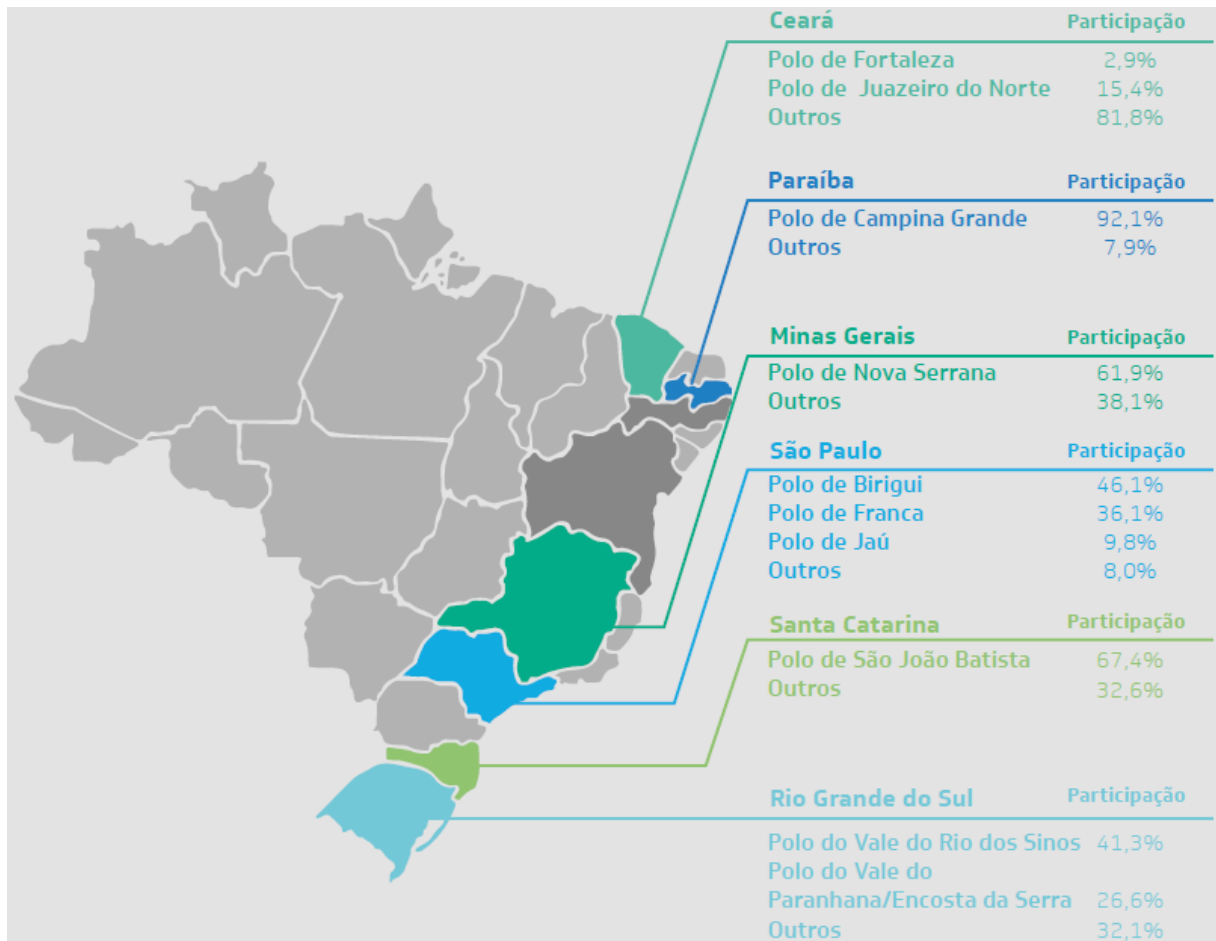 Ceará Participação
Polo de Fortaleza 2,9%
Polo de Juazeiro do Norte 15,4%
Outros 81,8%
Paraíba Participação
Polo de Campina Grande 92,1%
Outros 7,9%
Minas Gerais Participação
Polo de Nova Serrana 61,9%
Outros 38,1%
São Paulo Participação
Polo de Birigui 46,1%
Polo de Franca 36,1%
Polo de Jaú 9,8%
Outros 8,0%
Santa Catarina Participação
Polo de São João Batista 67,4%
Outros 32,6%
Rio Grande do Sul Participação
Polo do Vale do Rio dos Sinos 41,3%
Polo do Vale do
Paranhana/Encosta da Serra 26,6%
Outros 32,1%